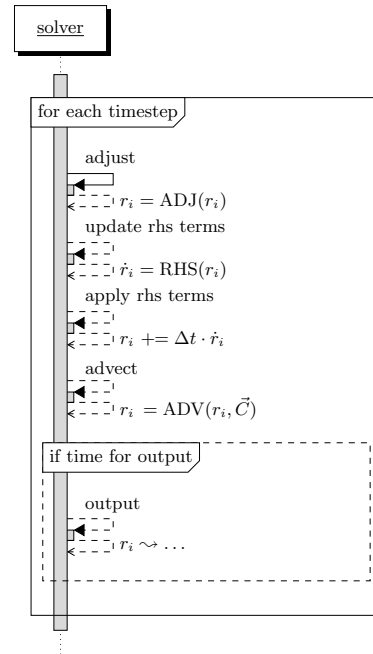 solver
for each timestep
adjust
r_i = ADJ(r_i)
update rhs terms
ṙ_i = RHS(r_i)
apply rhs terms
r_i += Δt · ṙ_i
advect
r_i = ADV(r_i, C⃗)
if time for output
output
r_i ⇝ …